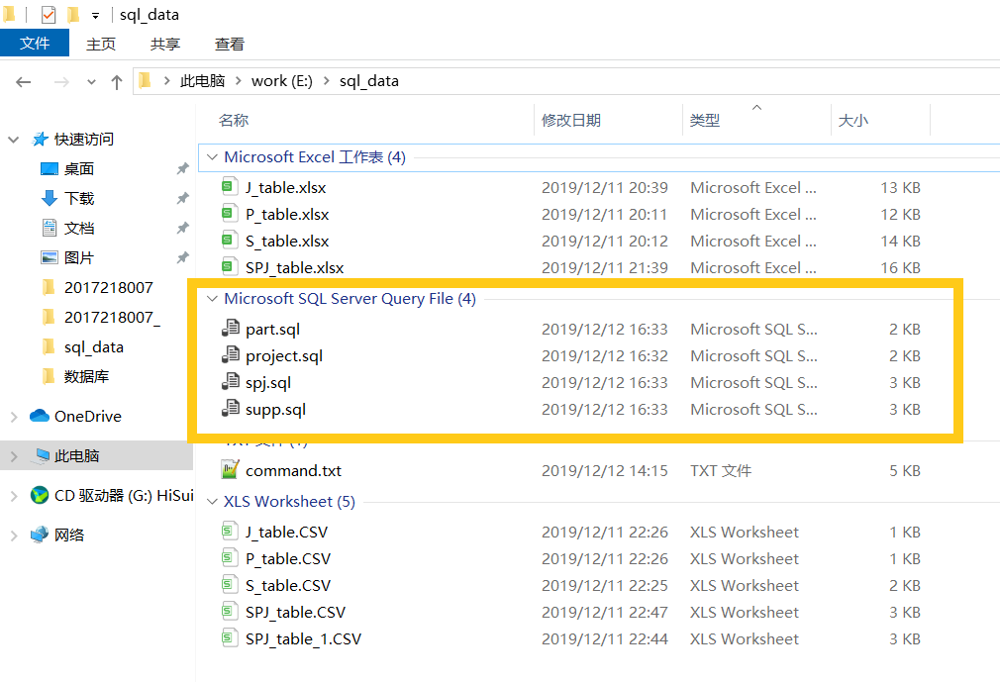 sql_data
文件 主页 共享 查看
此电脑 work (E:) sql_data
名称 修改日期 类型 大小
快速访问
桌面
下载
文档
图片
2017218007
2017218007_
sql_data
数据库
OneDrive
此电脑
CD 驱动器 (G:) HiSui
网络
Microsoft Excel 工作表 (4)
J_table.xlsx 2019/12/11 20:39 Microsoft Excel ... 13 KB
P_table.xlsx 2019/12/11 20:11 Microsoft Excel ... 12 KB
S_table.xlsx 2019/12/11 20:12 Microsoft Excel ... 14 KB
SPJ_table.xlsx 2019/12/11 21:39 Microsoft Excel ... 16 KB
Microsoft SQL Server Query File (4)
part.sql 2019/12/12 16:33 Microsoft SQL S... 2 KB
project.sql 2019/12/12 16:32 Microsoft SQL S... 2 KB
spj.sql 2019/12/12 16:33 Microsoft SQL S... 3 KB
supp.sql 2019/12/12 16:33 Microsoft SQL S... 3 KB
TXT 文件 (1)
command.txt 2019/12/12 14:15 TXT 文件 5 KB
XLS Worksheet (5)
J_table.CSV 2019/12/11 22:26 XLS Worksheet 1 KB
P_table.CSV 2019/12/11 22:26 XLS Worksheet 1 KB
S_table.CSV 2019/12/11 22:25 XLS Worksheet 2 KB
SPJ_table.CSV 2019/12/11 22:47 XLS Worksheet 3 KB
SPJ_table_1.CSV 2019/12/11 22:44 XLS Worksheet 3 KB